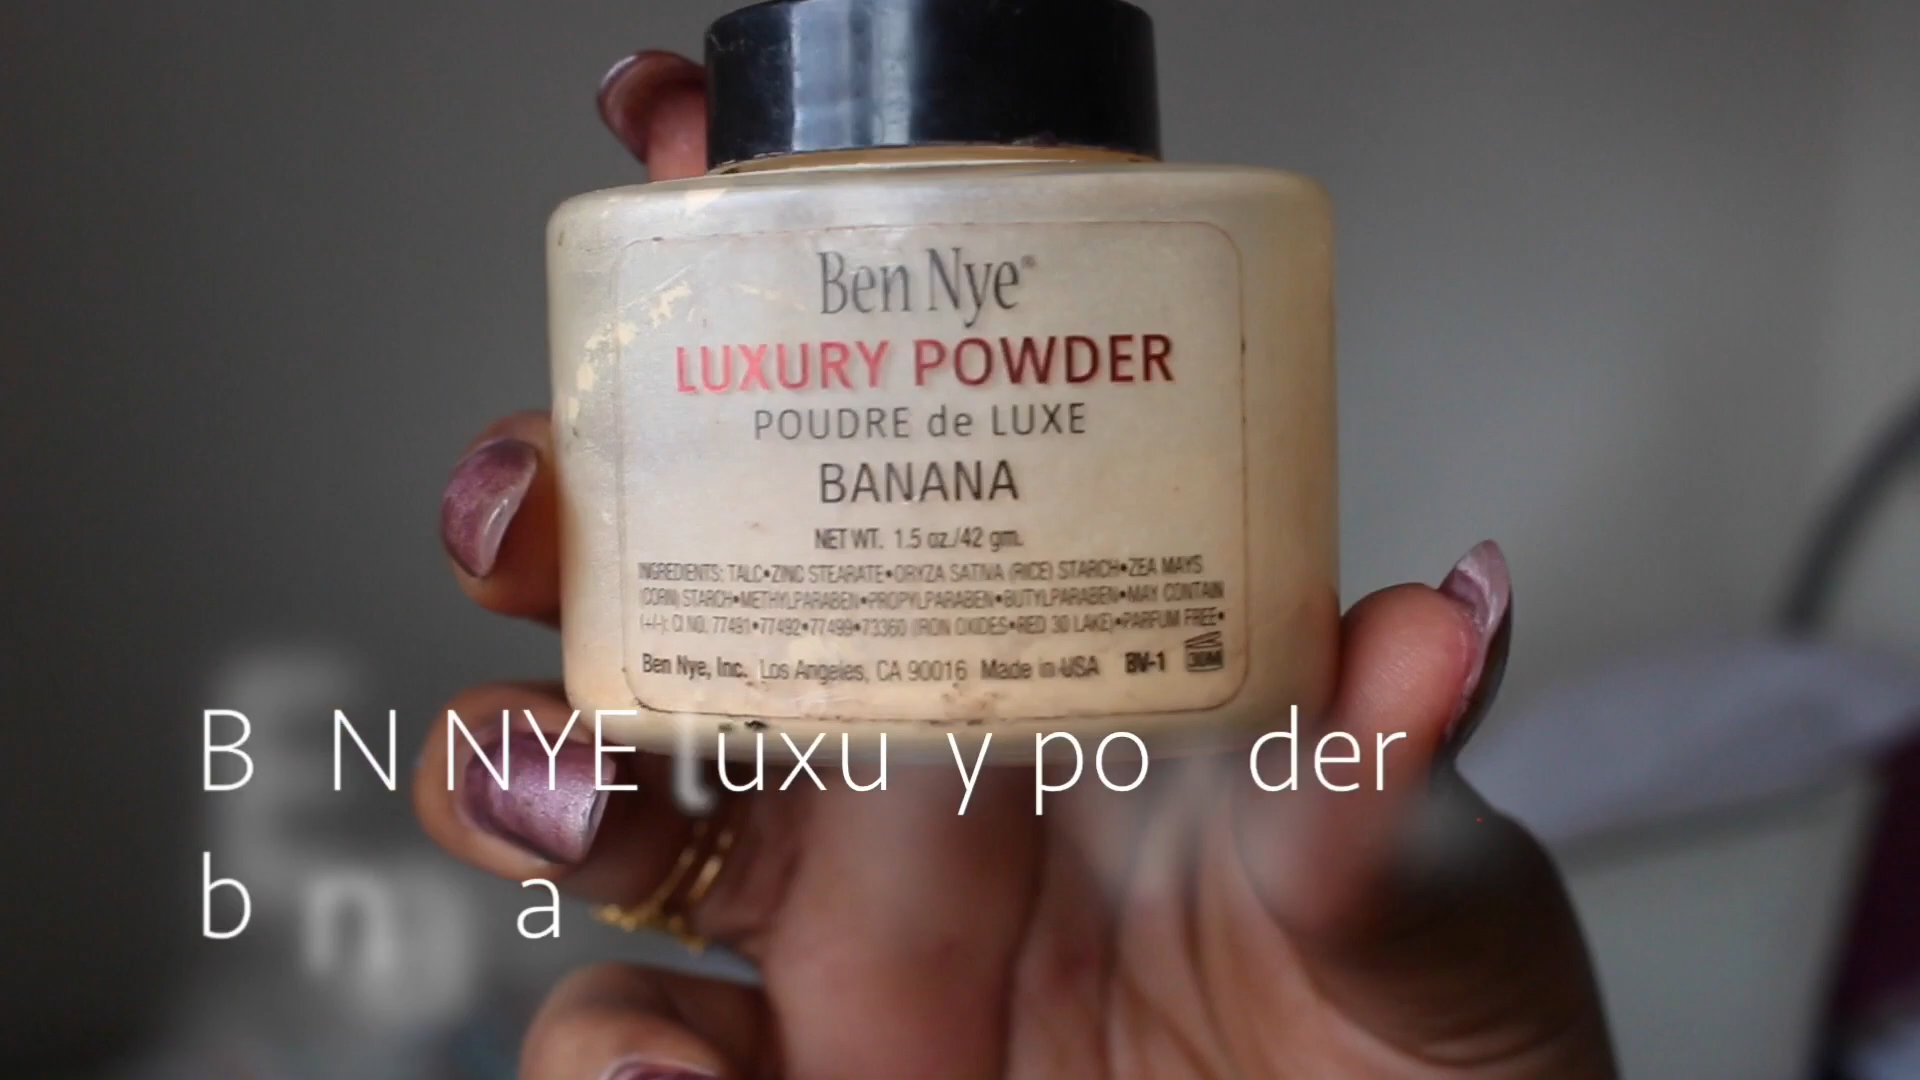 Ben Nye®
LUXURY POWDER
POUDRE de LUXE
BANANA
NET WT. 1.5 oz./42 gm.
INGREDIENTS: TALC•ZINC STEARATE•ORYZA SATIVA (RICE) STARCH•ZEA MAYS
(CORN) STARCH•METHYLPARABEN•PROPYLPARABEN•BUTYLPARABEN•MAY CONTAIN
(+/-): CI NO. 77491•77492•77499•73360 (IRON OXIDES•RED 30 LAKE)•PARFUM FREE•
Ben Nye, Inc. Los Angeles, CA 90016 Made in USA BV-1 30M
B N NYE luxu y po der
b n a